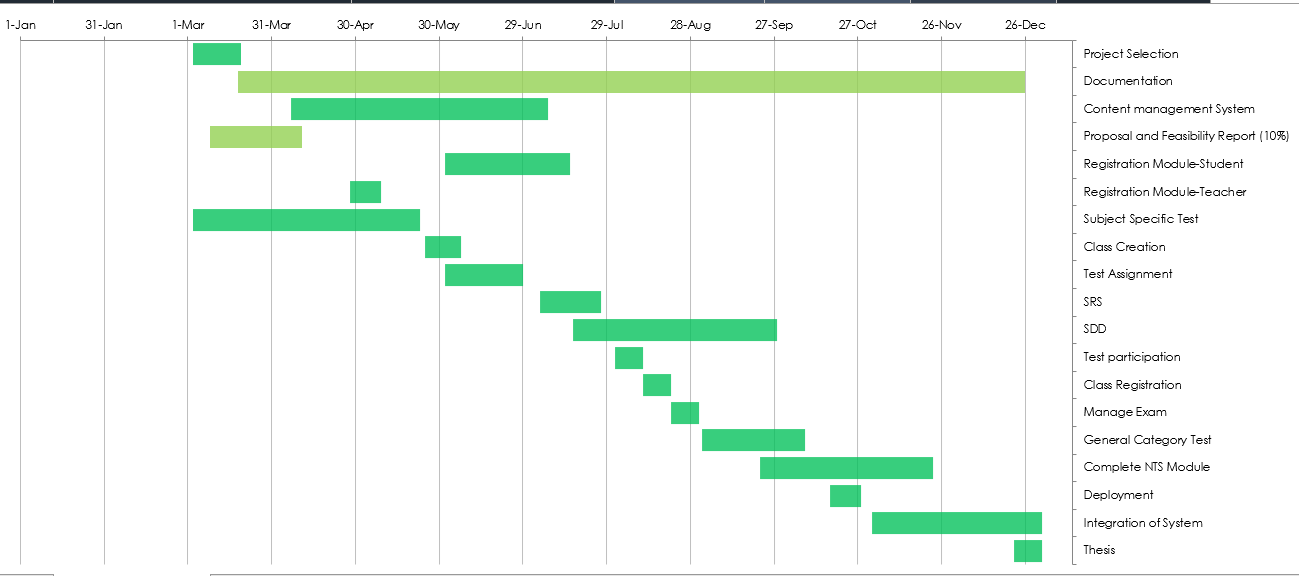 1-Jan 31-Jan 1-Mar 31-Mar 30-Apr 30-May 29-Jun 29-Jul 28-Aug 27-Sep 27-Oct 26-Nov 26-Dec
Project Selection
Documentation
Content management System
Proposal and Feasibility Report (10%)
Registration Module-Student
Registration Module-Teacher
Subject Specific Test
Class Creation
Test Assignment
SRS
SDD
Test participation
Class Registration
Manage Exam
General Category Test
Complete NTS Module
Deployment
Integration of System
Thesis